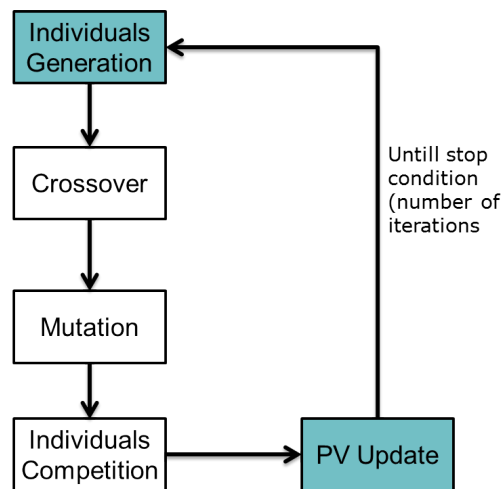 Individuals
Generation
Crossover
Untill stop
condition
(number of
iterations
Mutation
Individuals
Competition
PV Update